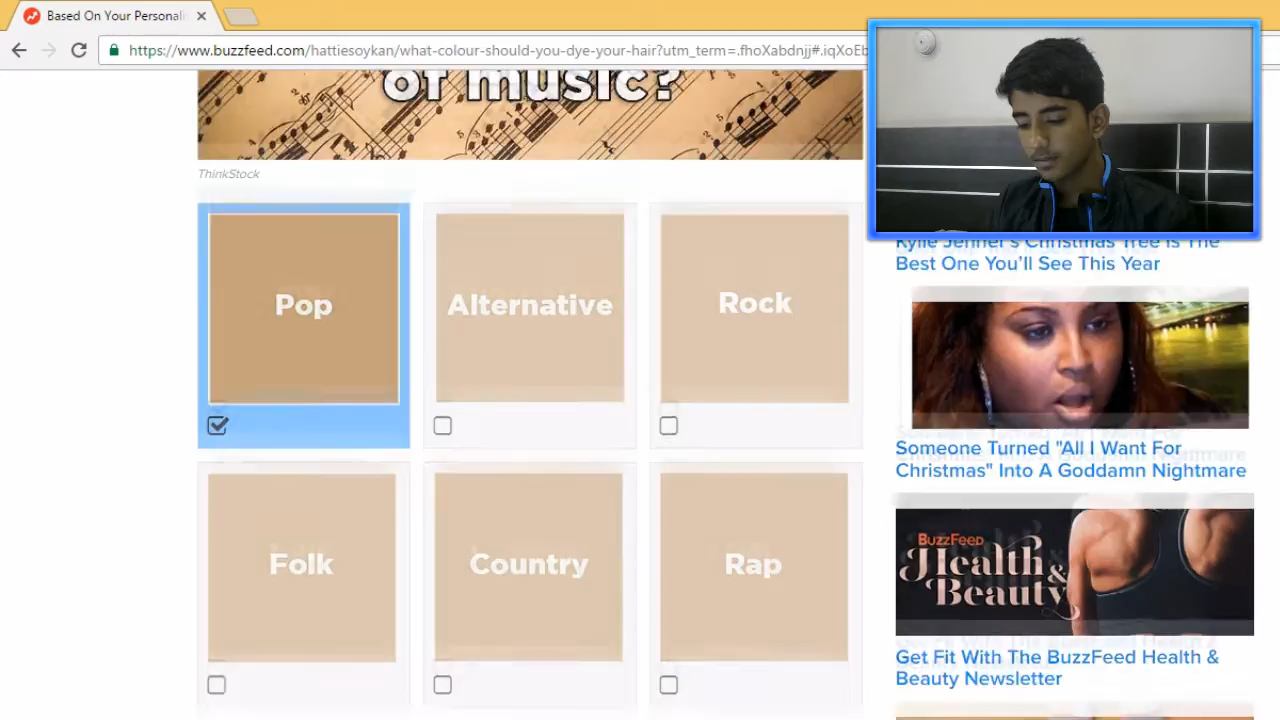 Based On Your Personali
https://www.buzzfeed.com/hattiesoykan/what-colour-should-you-dye-your-hair?utm_term=.fhoXabdnjj#.iqXoEb
of music?
ThinkStock
Pop
Alternative
Rock
Folk
Country
Rap
Kylie Jenner's Christmas Tree Is The
Best One You'll See This Year
Someone Turned "All I Want For
Christmas" Into A Goddamn Nightmare
BUZZFEED
Health &
Beauty
Get Fit With The BuzzFeed Health &
Beauty Newsletter